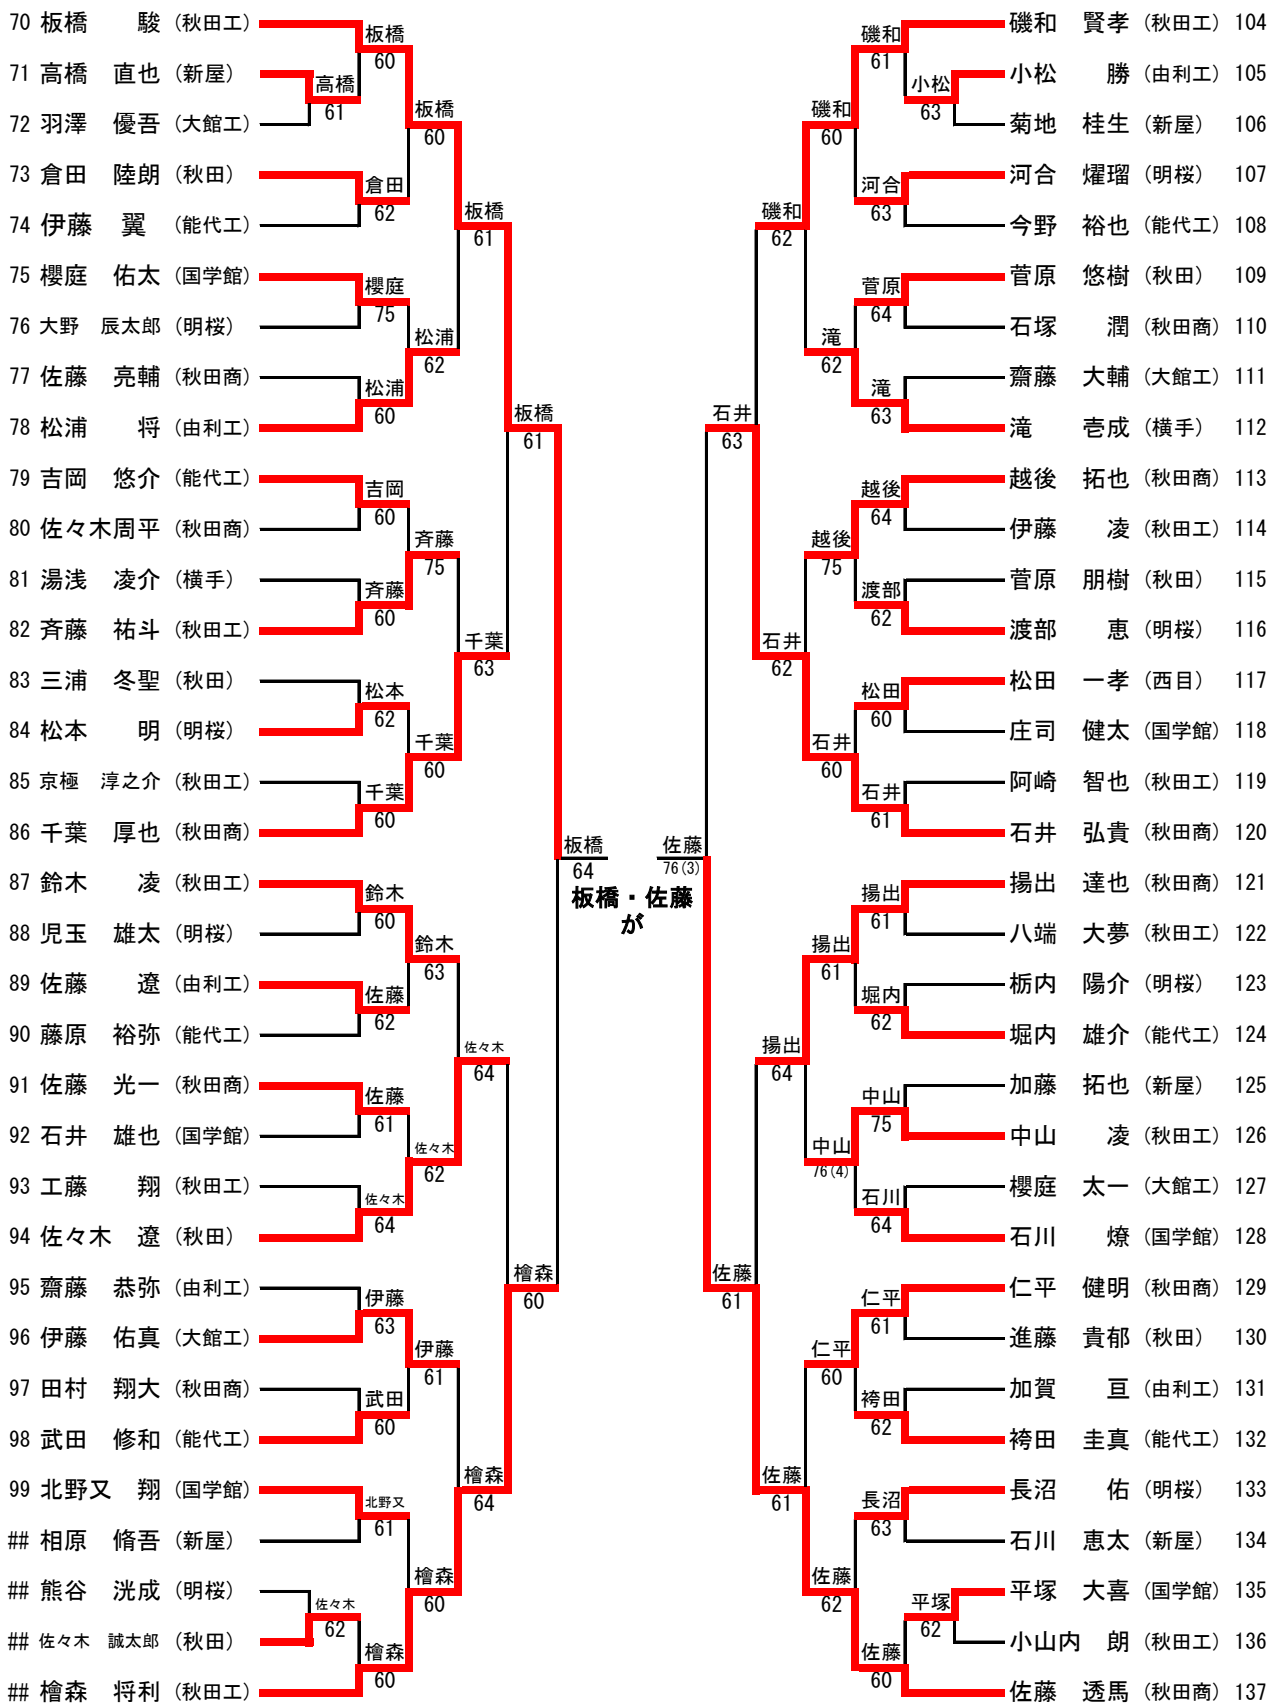 70 板橋　　駿 (秋田工)
71 高橋　直也 (新屋)
72 羽澤　優吾 (大館工)
73 倉田　陸朗 (秋田)
74 伊藤　翼 (能代工)
75 櫻庭　佑太 (国学館)
76 大野　辰太郎 (明桜)
77 佐藤　亮輔 (秋田商)
78 松浦　　将 (由利工)
79 吉岡　悠介 (能代工)
80 佐々木周平 (秋田商)
81 湯浅　凌介 (横手)
82 斉藤　祐斗 (秋田工)
83 三浦　冬聖 (秋田)
84 松本　　明 (明桜)
85 京極　淳之介 (秋田工)
86 千葉　厚也 (秋田商)
87 鈴木　　凌 (秋田工)
88 児玉　雄太 (明桜)
89 佐藤　　遼 (由利工)
90 藤原　裕弥 (能代工)
91 佐藤　光一 (秋田商)
92 石井　雄也 (国学館)
93 工藤　　翔 (秋田工)
94 佐々木　遼 (秋田)
95 齋藤　恭弥 (由利工)
96 伊藤　佑真 (大館工)
97 田村　翔大 (秋田商)
98 武田　修和 (能代工)
99 北野又　翔 (国学館)
## 相原　脩吾 (新屋)
## 熊谷　洸成 (明桜)
## 佐々木　誠太郎 (秋田)
## 檜森　将利 (秋田工)
高橋
61
佐々木
62
板橋
60
倉田
62
櫻庭
75
松浦
60
吉岡
60
斉藤
60
松本
62
千葉
60
鈴木
60
佐藤
62
佐藤
61
佐々木
64
伊藤
63
武田
60
北野又
61
檜森
60
板橋
60
松浦
62
斉藤
75
千葉
60
鈴木
63
佐々木
62
伊藤
61
檜森
60
板橋
61
千葉
63
佐々木
64
檜森
64
板橋
61
檜森
60
板橋
64
佐藤
76(3)
板橋・佐藤
が
石井
63
佐藤
61
磯和
62
石井
62
揚出
64
佐藤
61
磯和
60
滝
62
越後
75
石井
60
揚出
61
中山
76(4)
仁平
60
佐藤
62
磯和
61
河合
63
菅原
64
滝
63
越後
64
渡部
62
松田
60
石井
61
揚出
61
堀内
62
中山
75
石川
64
仁平
61
袴田
62
長沼
63
佐藤
60
小松
63
平塚
62
磯和　賢孝 (秋田工) 104
小松　　勝 (由利工) 105
菊地　桂生 (新屋) 106
河合　燿瑠 (明桜) 107
今野　裕也 (能代工) 108
菅原　悠樹 (秋田) 109
石塚　　潤 (秋田商) 110
齋藤　大輔 (大館工) 111
滝　　壱成 (横手) 112
越後　拓也 (秋田商) 113
伊藤　　凌 (秋田工) 114
菅原　朋樹 (秋田) 115
渡部　　恵 (明桜) 116
松田　一孝 (西目) 117
庄司　健太 (国学館) 118
阿崎　智也 (秋田工) 119
石井　弘貴 (秋田商) 120
揚出　達也 (秋田商) 121
八端　大夢 (秋田工) 122
栃内　陽介 (明桜) 123
堀内　雄介 (能代工) 124
加藤　拓也 (新屋) 125
中山　　凌 (秋田工) 126
櫻庭　太一 (大館工) 127
石川　　燎 (国学館) 128
仁平　健明 (秋田商) 129
進藤　貴郁 (秋田) 130
加賀　　亘 (由利工) 131
袴田　圭真 (能代工) 132
長沼　　佑 (明桜) 133
石川　恵太 (新屋) 134
平塚　大喜 (国学館) 135
小山内　朗 (秋田工) 136
佐藤　透馬 (秋田商) 137